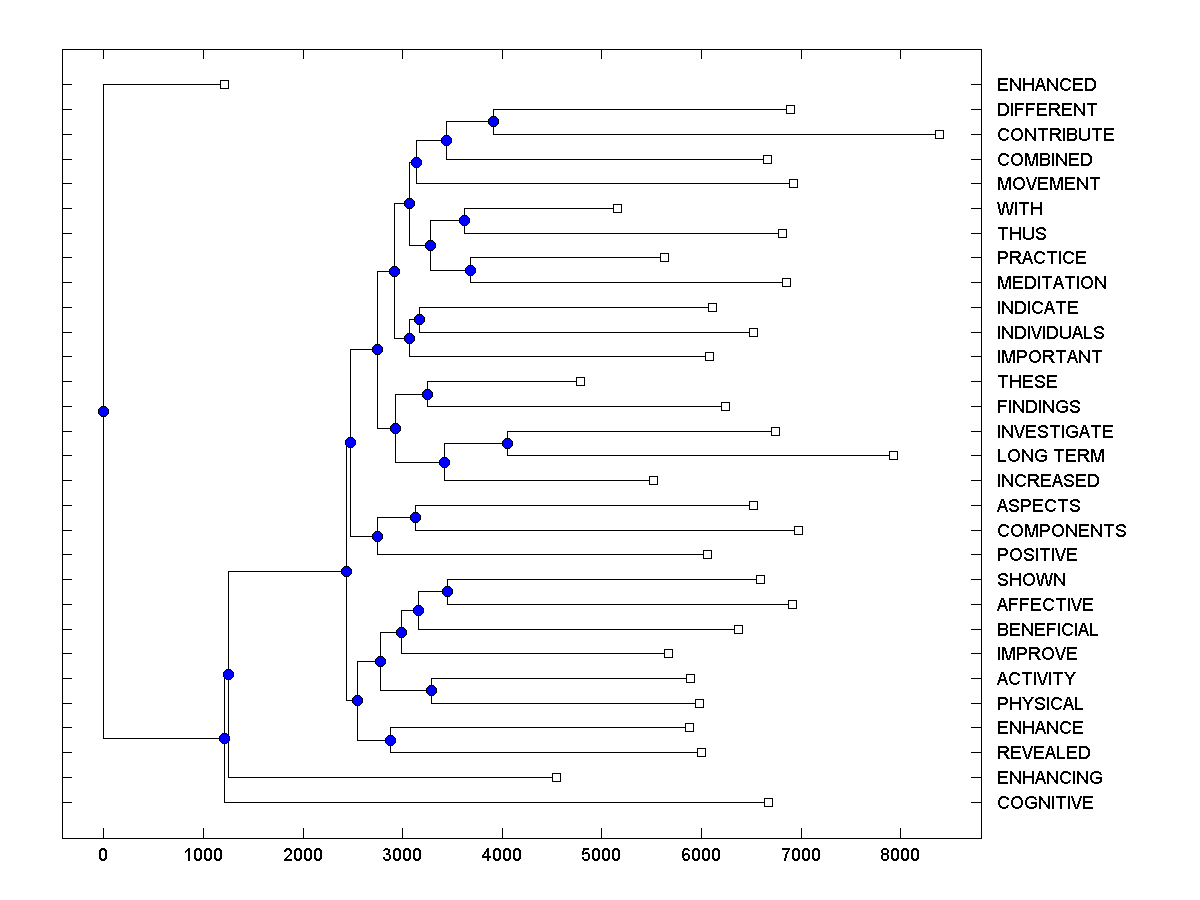 ENHANCED
DIFFERENT
CONTRIBUTE
COMBINED
MOVEMENT
WITH
THUS
PRACTICE
MEDITATION
INDICATE
INDIVIDUALS
IMPORTANT
THESE
FINDINGS
INVESTIGATE
LONG TERM
INCREASED
ASPECTS
COMPONENTS
POSITIVE
SHOWN
AFFECTIVE
BENEFICIAL
IMPROVE
ACTIVITY
PHYSICAL
ENHANCE
REVEALED
ENHANCING
COGNITIVE
0 1000 2000 3000 4000 5000 6000 7000 8000